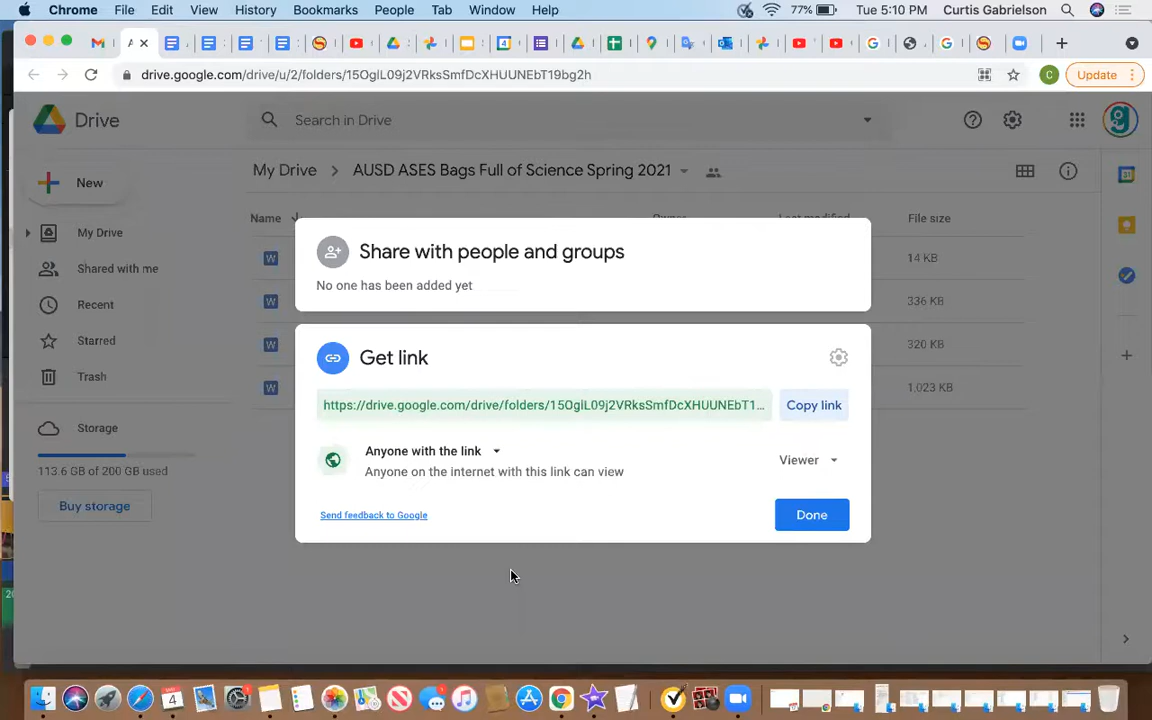 Chrome File Edit View History Bookmarks People Tab Window Help 77% Tue 5:10 PM Curtis Gabrielson
drive.google.com/drive/u/2/folders/15OgiL09j2VRksSmfDcXHUUNEbT19bg2h C Update
Drive Search in Drive
My Drive AUSD ASES Bags Full of Science Spring 2021
New
Name File size
My Drive
Shared with me
Recent
Starred
Trash
Storage
113.6 GB of 200 GB used
Buy storage
14 KB
336 KB
320 KB
1,023 KB
Share with people and groups
No one has been added yet
Get link
https://drive.google.com/drive/folders/15OgiL09j2VRksSmfDcXHUUNEbT1... Copy link
Anyone with the link
Anyone on the internet with this link can view Viewer
Send feedback to Google Done